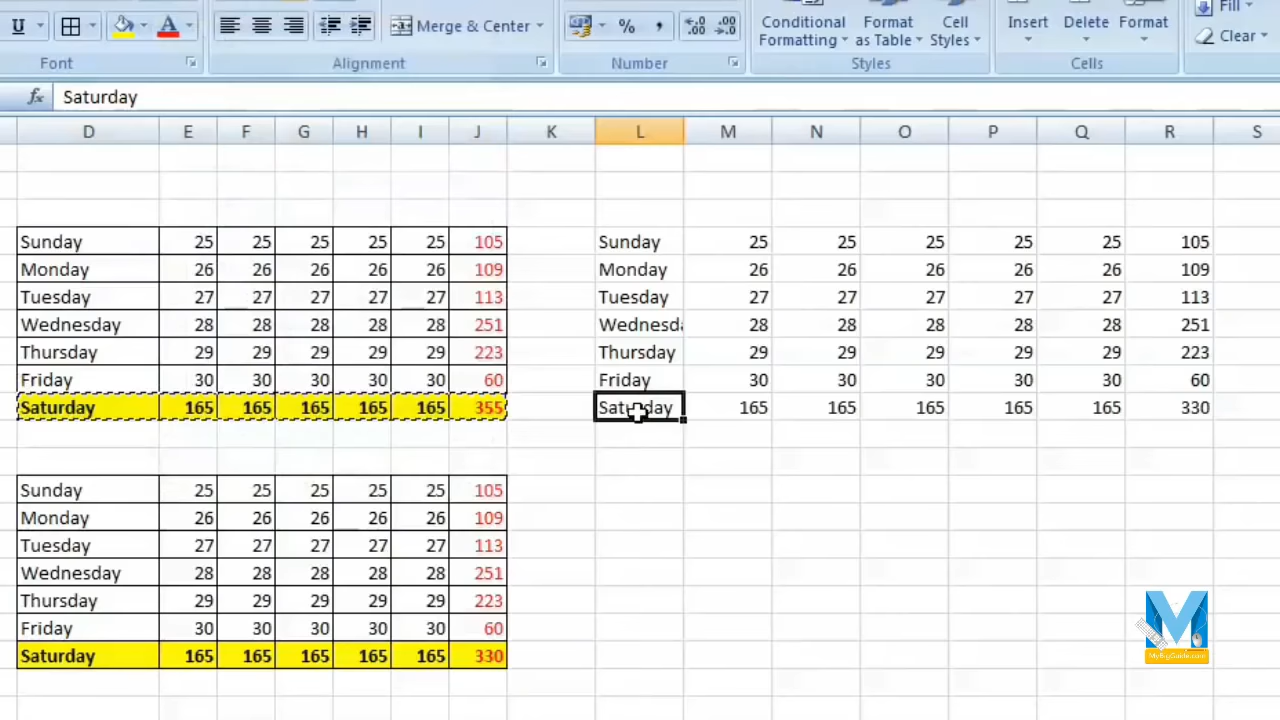 U A Merge & Center % , .00 Conditional Formatting Format as Table Cell Styles Insert Delete Format Fill Clear
Font Alignment Number Styles Cells
fx Saturday
D E F G H I J K L M N O P Q R S
Sunday 25 25 25 25 25 105 Sunday 25 25 25 25 25 105
Monday 26 26 26 26 26 109 Monday 26 26 26 26 26 109
Tuesday 27 27 27 27 27 113 Tuesday 27 27 27 27 27 113
Wednesday 28 28 28 28 28 251 Wednesd 28 28 28 28 28 251
Thursday 29 29 29 29 29 223 Thursday 29 29 29 29 29 223
Friday 30 30 30 30 30 60 Friday 30 30 30 30 30 60
Saturday 165 165 165 165 165 355 Saturday 165 165 165 165 165 330
Sunday 25 25 25 25 25 105
Monday 26 26 26 26 26 109
Tuesday 27 27 27 27 27 113
Wednesday 28 28 28 28 28 251
Thursday 29 29 29 29 29 223
Friday 30 30 30 30 30 60
Saturday 165 165 165 165 165 330
MyBigGuide.com